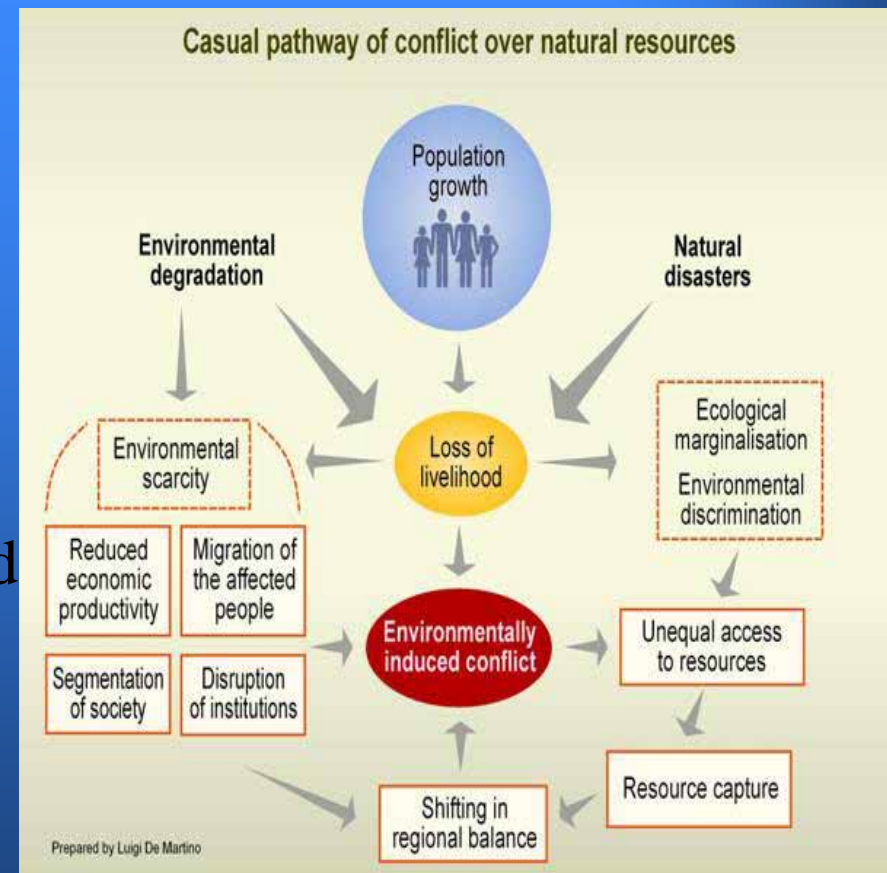 Casual pathway of conflict over natural resources
Population
growth
Environmental
degradation
Natural
disasters
Environmental
scarcity
Loss of
livelihood
Ecological
marginalisation
Environmental
discrimination
Reduced
economic
productivity
Migration of
the affected
people
Segmentation
of society
Disruption
of institutions
Environmentally
induced conflict
Unequal access
to resources
Resource capture
Shifting in
regional balance
Prepared by Luigi De Martino